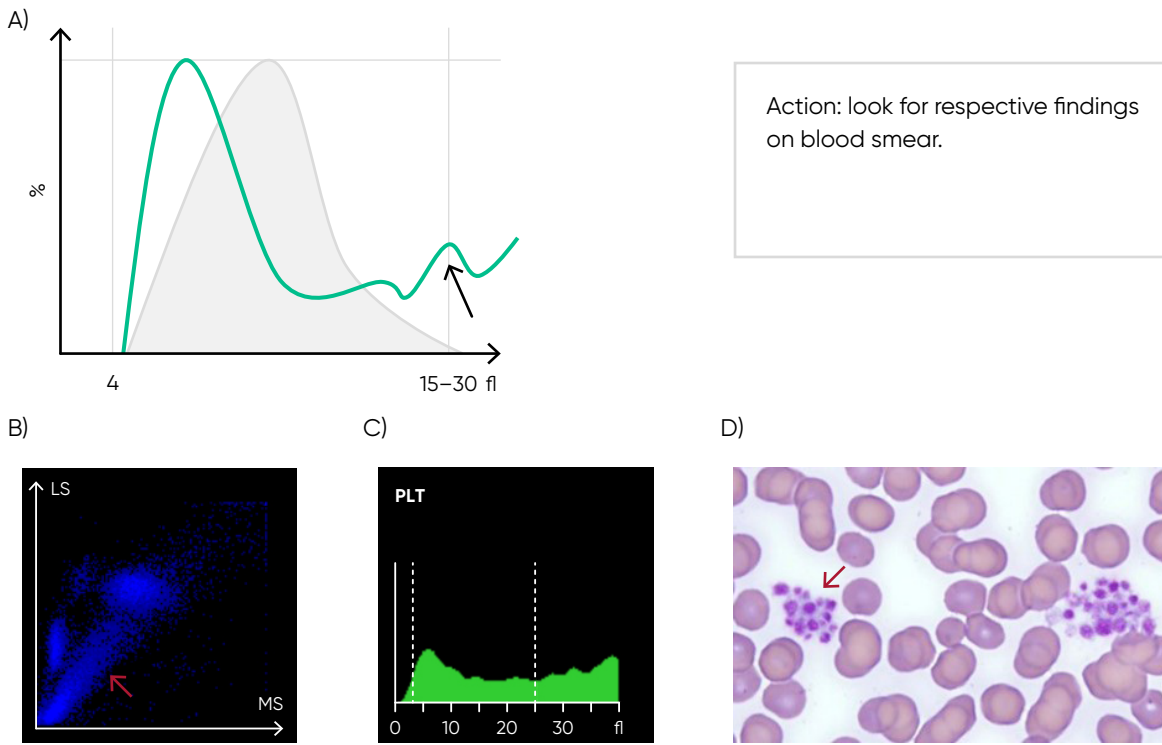 A)
%
4
15–30 fl
Action: look for respective findings
on blood smear.
B)
LS
MS
C)
PLT
0 10 20 30 fl
D)